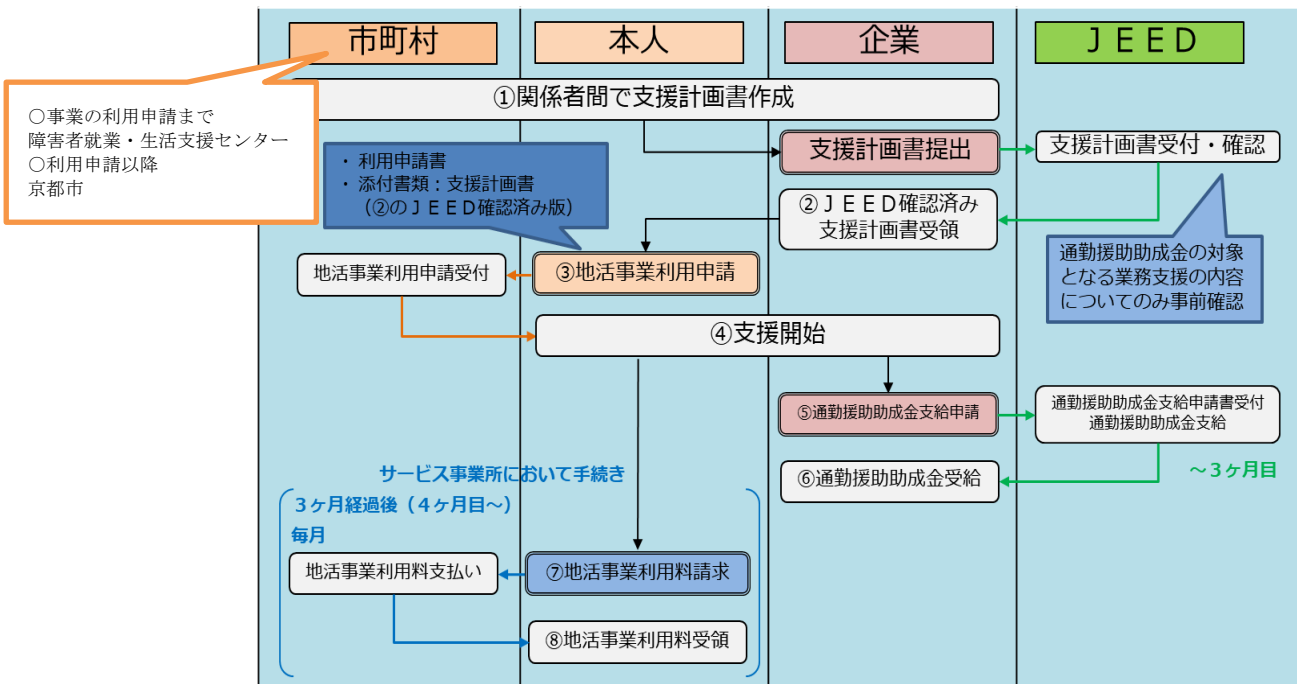 市町村
本人
企業
ＪＥＥＤ
○事業の利用申請まで
障害者就業・生活支援センター
○利用申請以降
京都市
①関係者間で支援計画書作成
支援計画書提出
支援計画書受付・確認
・ 利用申請書
・ 添付書類：支援計画書
（②のＪＥＥＤ確認済み版）
②ＪＥＥＤ確認済み
支援計画書受領
通勤援助助成金の対象
となる業務支援の内容
についてのみ事前確認
地活事業利用申請受付
③地活事業利用申請
④支援開始
⑤通勤援助助成金支給申請
通勤援助助成金支給申請書受付
通勤援助助成金支給
～３ヶ月目
⑥通勤援助助成金受給
サービス事業所において手続き
３ヶ月経過後（４ヶ月目～）
毎月
地活事業利用料支払い
⑦地活事業利用料請求
⑧地活事業利用料受領